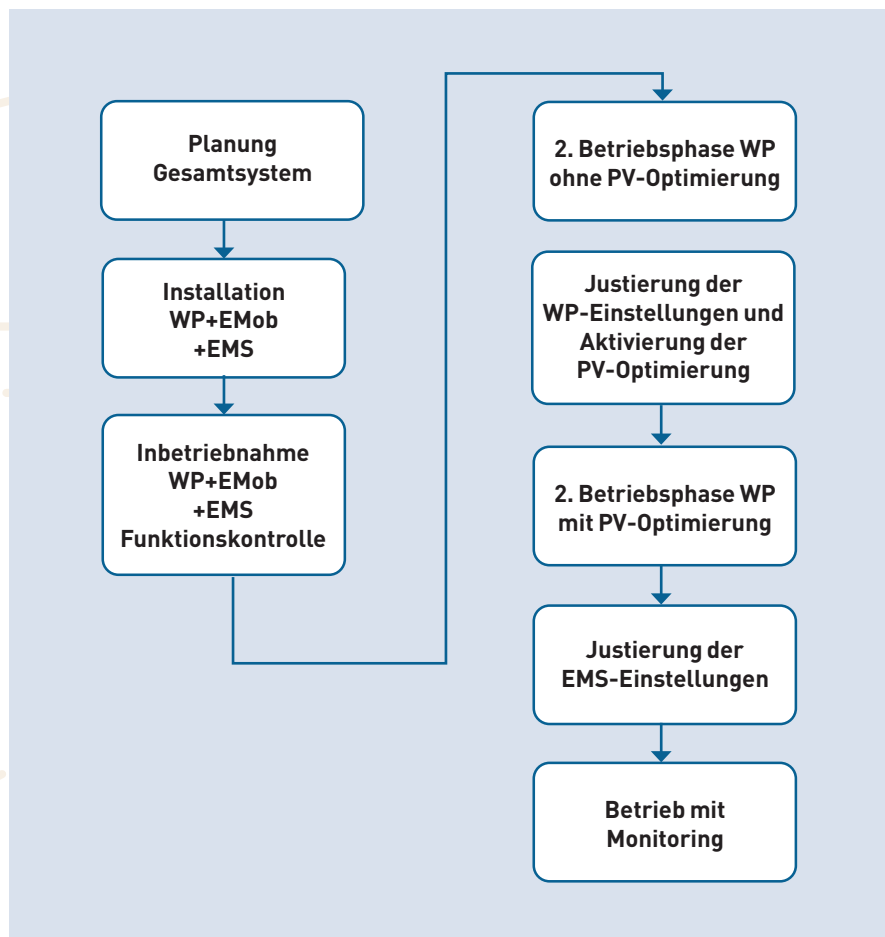 Planung
Gesamtsystem
Installation
WP+EMob
+EMS
Inbetriebnahme
WP+EMob
+EMS
Funktionskontrolle
2. Betriebsphase WP
ohne PV-Optimierung
Justierung der
WP-Einstellungen und
Aktivierung der
PV-Optimierung
2. Betriebsphase WP
mit PV-Optimierung
Justierung der
EMS-Einstellungen
Betrieb mit
Monitoring